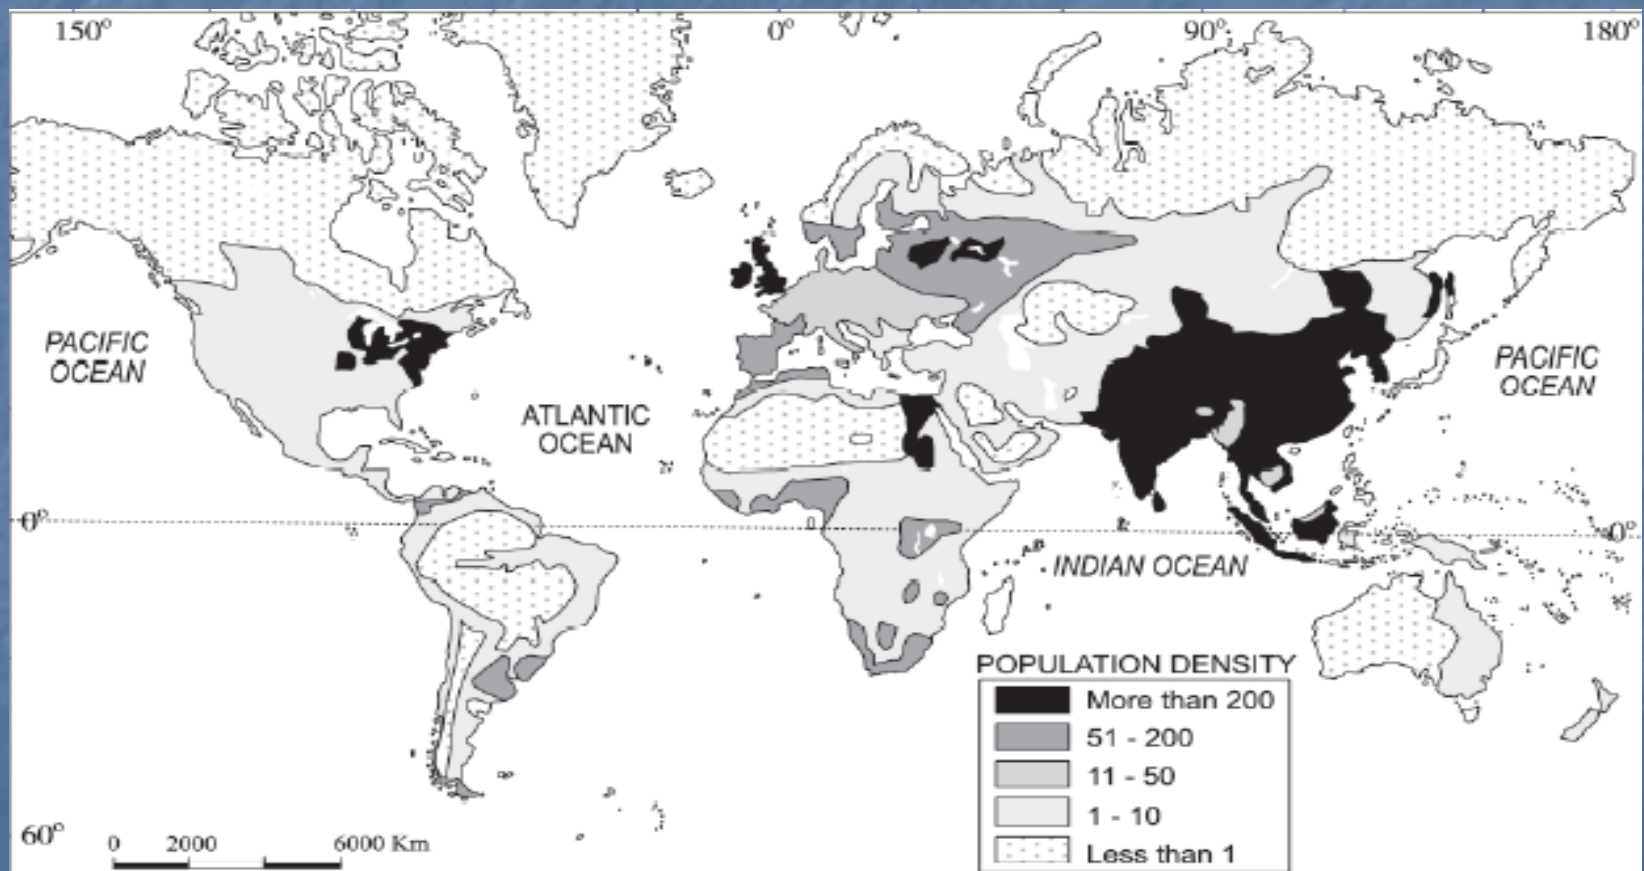 150°
0°
90°
180°
PACIFIC
OCEAN
ATLANTIC
OCEAN
PACIFIC
OCEAN
0°
0°
INDIAN OCEAN
POPULATION DENSITY
More than 200
51 - 200
11 - 50
1 - 10
Less than 1
60°
0 2000 6000 Km